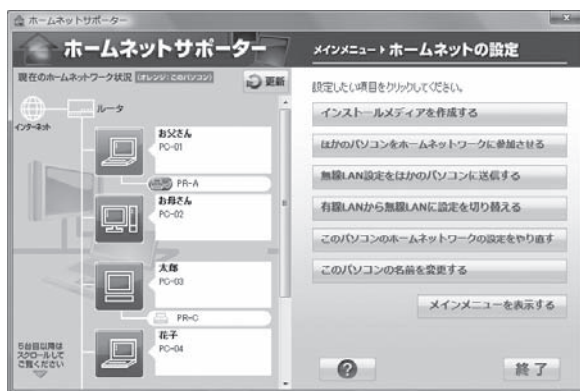 ホームネットサポーター
ホームネットサポーター
メインメニュー▶ホームネットの設定
現在のホームネットワーク状況 (オレンジ:このパソコン)
更新
設定したい項目をクリックしてください。
インターネット
ルータ
お父さん
PC-01
PR-A
お母さん
PC-02
太郎
PC-03
PR-C
花子
PC-04
5台目以降は
スクロールして
ご覧ください
インストールメディアを作成する
ほかのパソコンをホームネットワークに参加させる
無線LAN設定をほかのパソコンに送信する
有線LANから無線LANに設定を切り替える
このパソコンのホームネットワークの設定をやり直す
このパソコンの名前を変更する
メインメニューを表示する
?
終了